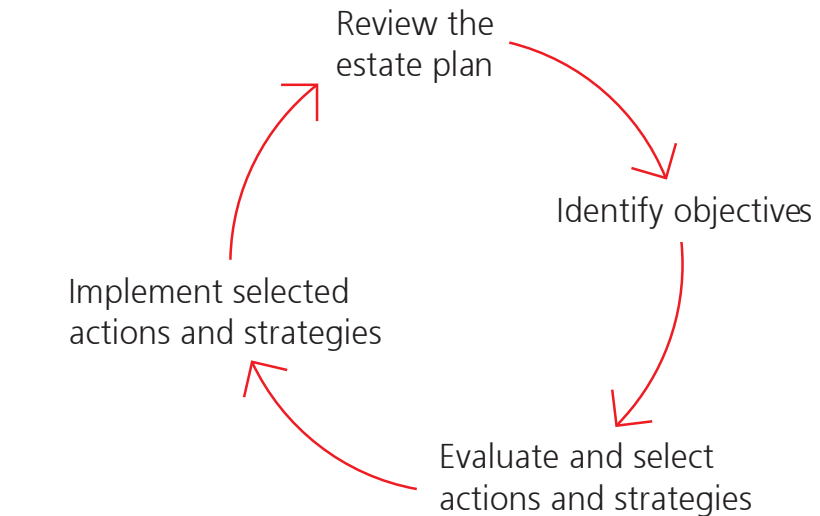 Review the
estate plan
Identify objectives
Evaluate and select
actions and strategies
Implement selected
actions and strategies